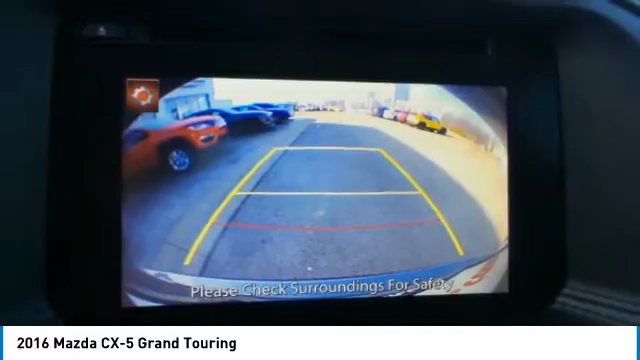 Please Check Surroundings For Safety
2016 Mazda CX-5 Grand Touring